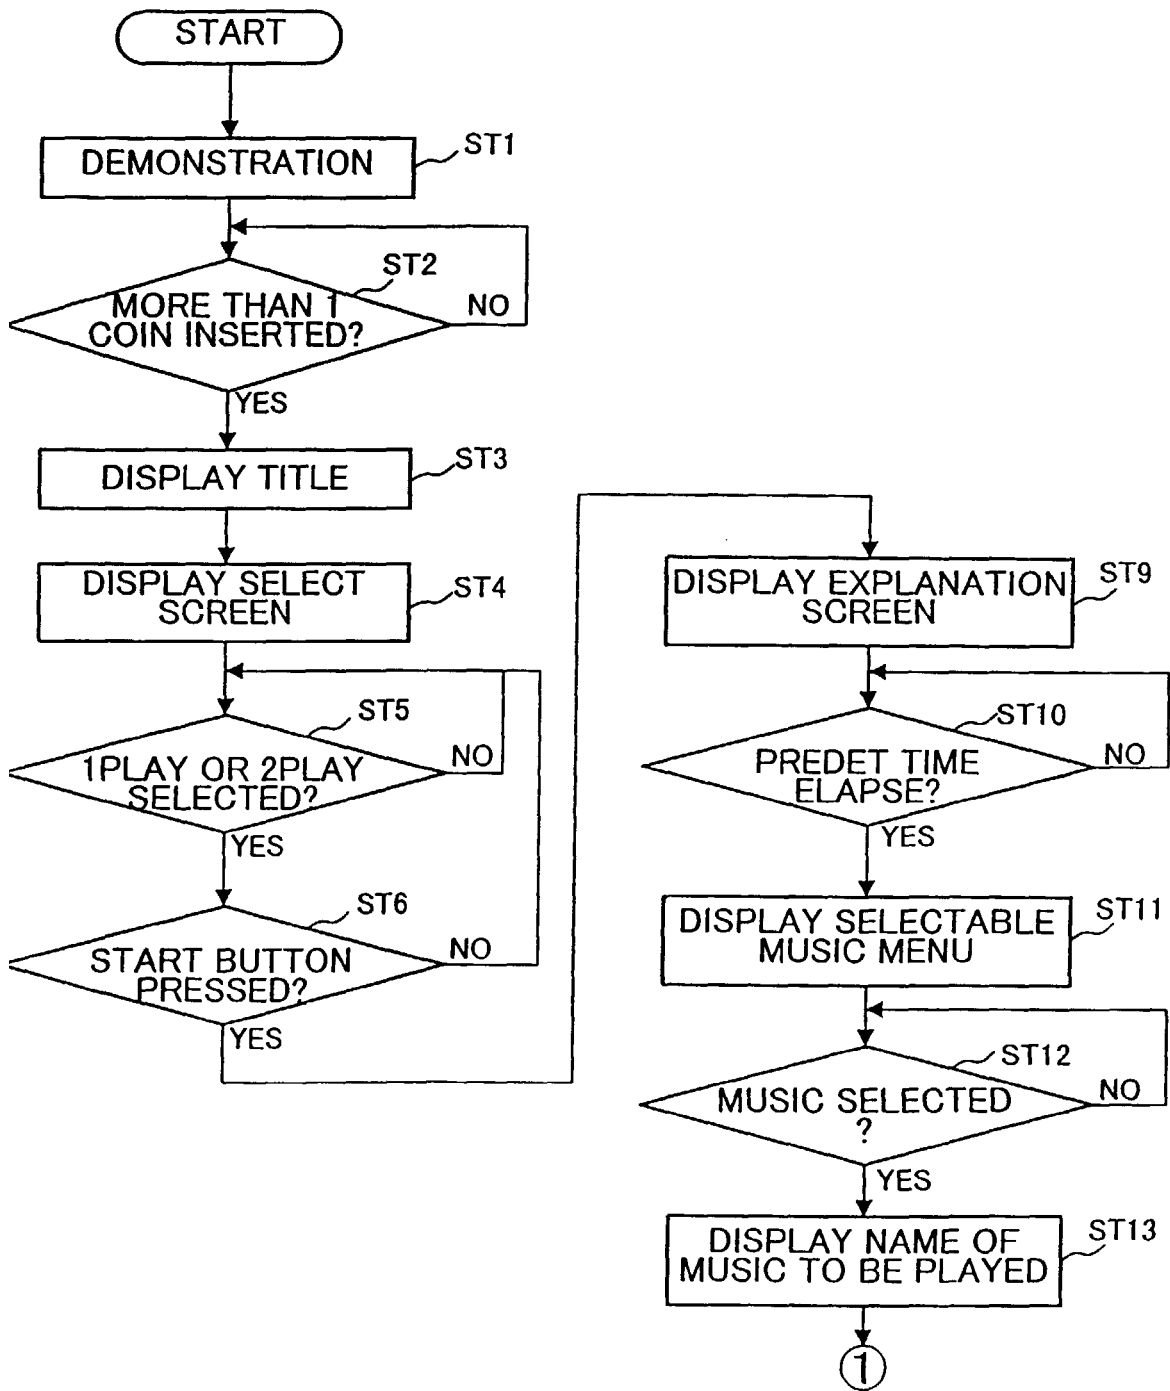 START
DEMONSTRATION
ST1
ST2
MORE THAN 1
COIN INSERTED?
NO
YES
DISPLAY TITLE
ST3
DISPLAY SELECT
SCREEN
ST4
ST5
1PLAY OR 2PLAY
SELECTED?
NO
YES
ST6
START BUTTON
PRESSED?
NO
YES
DISPLAY EXPLANATION
SCREEN
ST9
ST10
PREDET TIME
ELAPSE?
NO
YES
DISPLAY SELECTABLE
MUSIC MENU
ST11
ST12
MUSIC SELECTED
?
NO
YES
DISPLAY NAME OF
MUSIC TO BE PLAYED
ST13
1